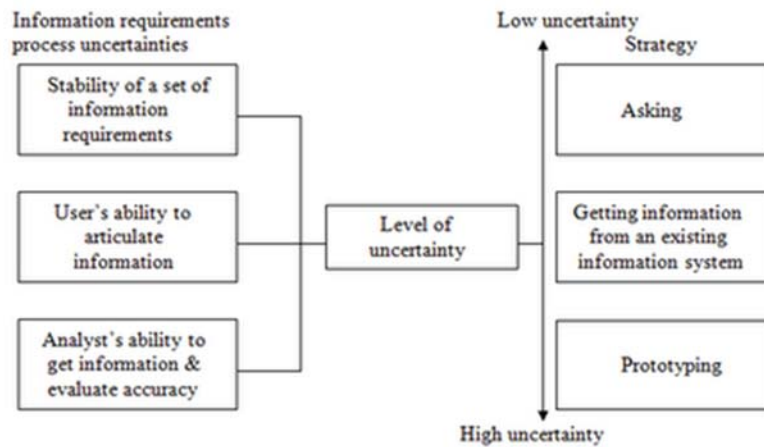 Information requirements
process uncertainties
Low uncertainty
Strategy
Stability of a set of
information
requirements
Asking
User's ability to
articulate
information
Level of
uncertainty
Getting information
from an existing
information system
Analyst's ability to
get information &
evaluate accuracy
Prototyping
High uncertainty